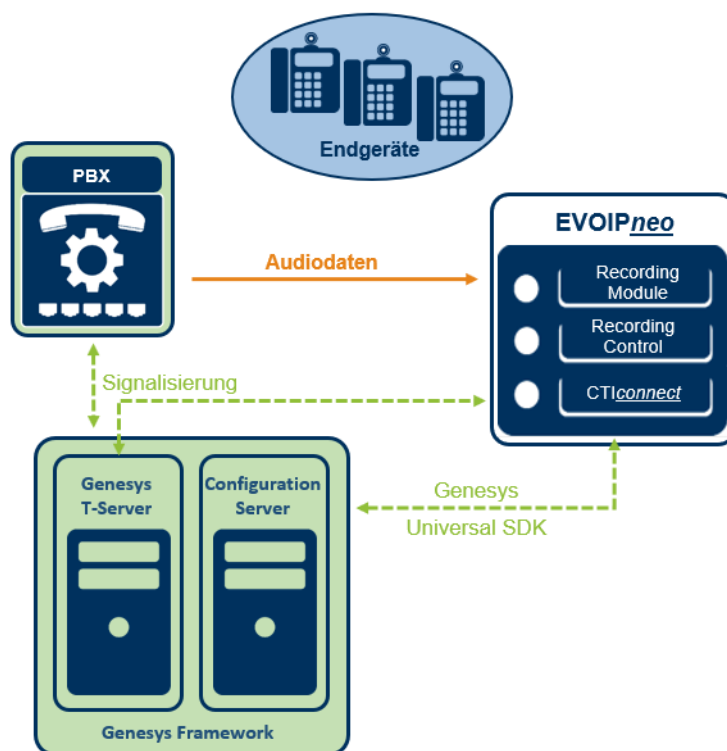 Endgeräte
PBX
EVOIPneo
Audiodaten
Recording
Module
Recording
Control
CTIconnect
Signalisierung
Genesys
T-Server
Configuration
Server
Genesys
Universal SDK
Genesys Framework